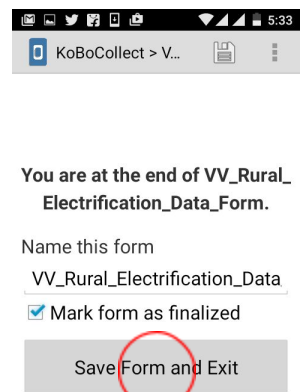 5:33
KoBoCollect > V...
You are at the end of VV_Rural_
Electrification_Data_Form.
Name this form
VV_Rural_Electrification_Data
Mark form as finalized
Save Form and Exit